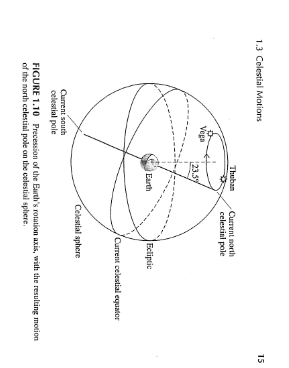 1.3 Celestial Motions
15
Thuban
Vega
Current north
celestial pole
23.5°
Earth
Ecliptic
Current celestial equator
Celestial sphere
Current south
celestial pole
FIGURE 1.10 Precession of the Earth's rotation axis, with the resulting motion
of the north celestial pole on the celestial sphere.